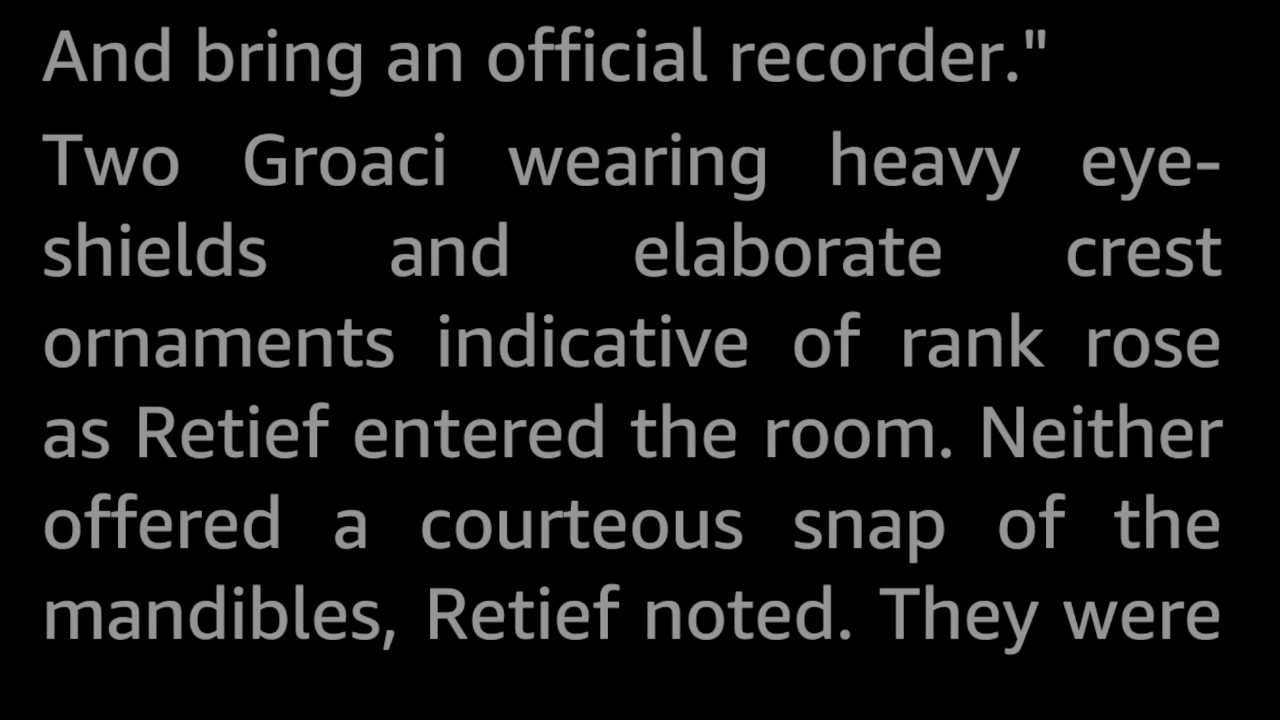 And bring an official recorder."
Two Groaci wearing heavy eye-
shields and elaborate crest
ornaments indicative of rank rose
as Retief entered the room. Neither
offered a courteous snap of the
mandibles, Retief noted. They were